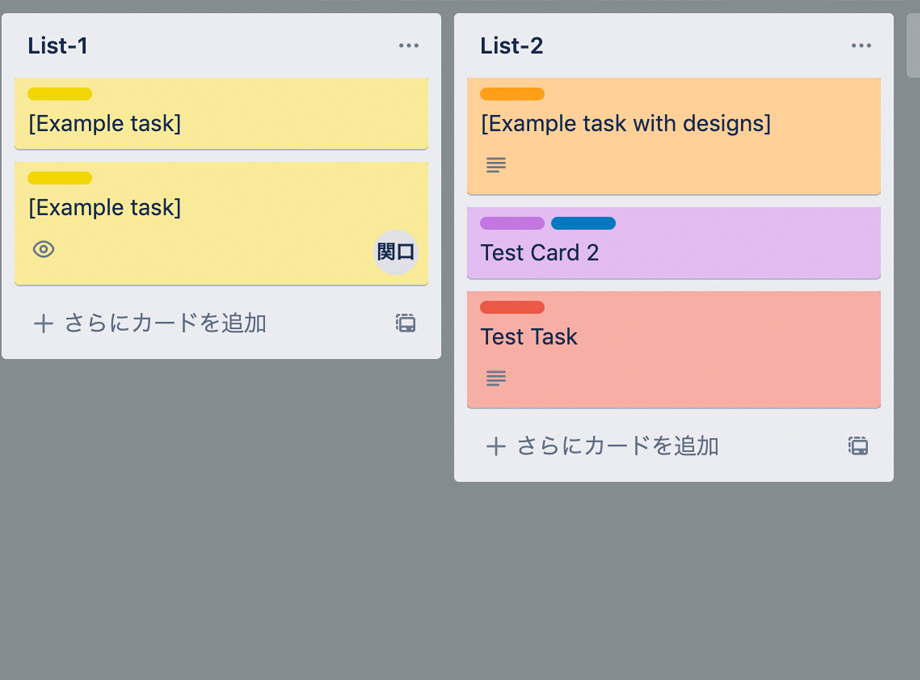 List-1
[Example task]
[Example task]
関口
さらにカードを追加
List-2
[Example task with designs]
Test Card 2
Test Task
さらにカードを追加